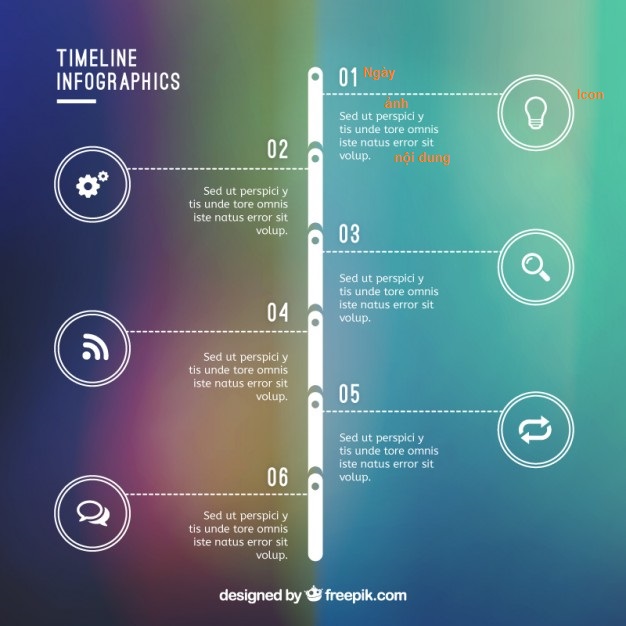 TIMELINE
INFOGRAPHICS
01 Ngày
Icon
ảnh
Sed ut perspici y
tis unde tore omnis
iste natus error sit
volup.
nội dung
02
Sed ut perspici y
tis unde tore omnis
iste natus error sit
volup.
03
Sed ut perspici y
tis unde tore omnis
iste natus error sit
volup.
04
Sed ut perspici y
tis unde tore omnis
iste natus error sit
volup.
05
Sed ut perspici y
tis unde tore omnis
iste natus error sit
volup.
06
Sed ut perspici y
tis unde tore omnis
iste natus error sit
volup.
designed by freepik.com